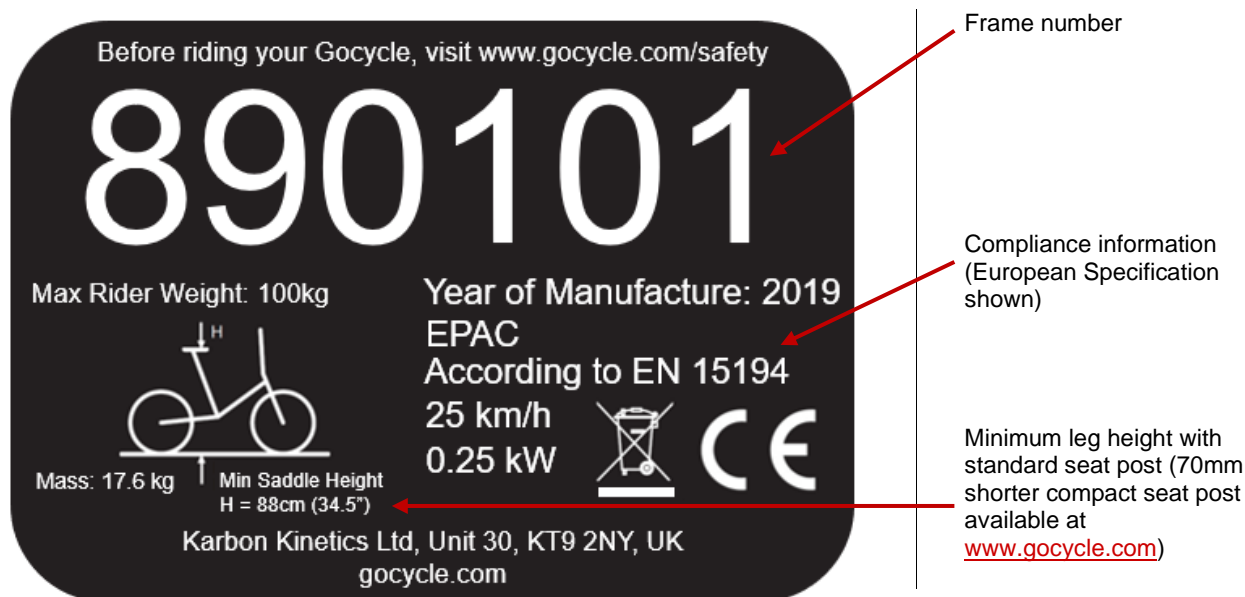 Before riding your Gocycle, visit www.gocycle.com/safety
890101
Max Rider Weight: 100kg
H
Mass: 17.6 kg
Min Saddle Height
H = 88cm (34.5")
Year of Manufacture: 2019
EPAC
According to EN 15194
25 km/h
0.25 kW
CE
Karbon Kinetics Ltd, Unit 30, KT9 2NY, UK
gocycle.com
Frame number
Compliance information
(European Specification
shown)
Minimum leg height with
standard seat post (70mm
shorter compact seat post
available at
www.gocycle.com)